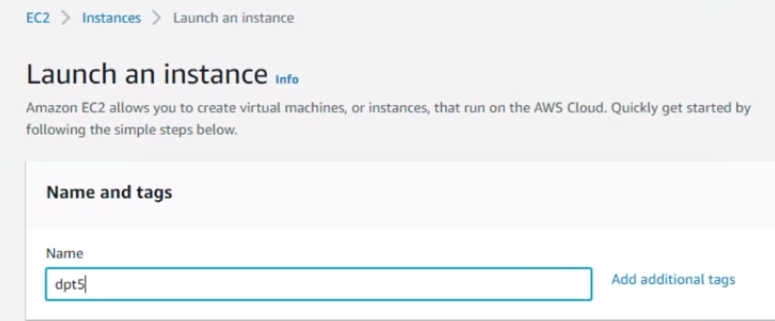 EC2 > Instances > Launch an instance
Launch an instance Info
Amazon EC2 allows you to create virtual machines, or instances, that run on the AWS Cloud. Quickly get started by
following the simple steps below.
Name and tags
Name
dpt5 Add additional tags